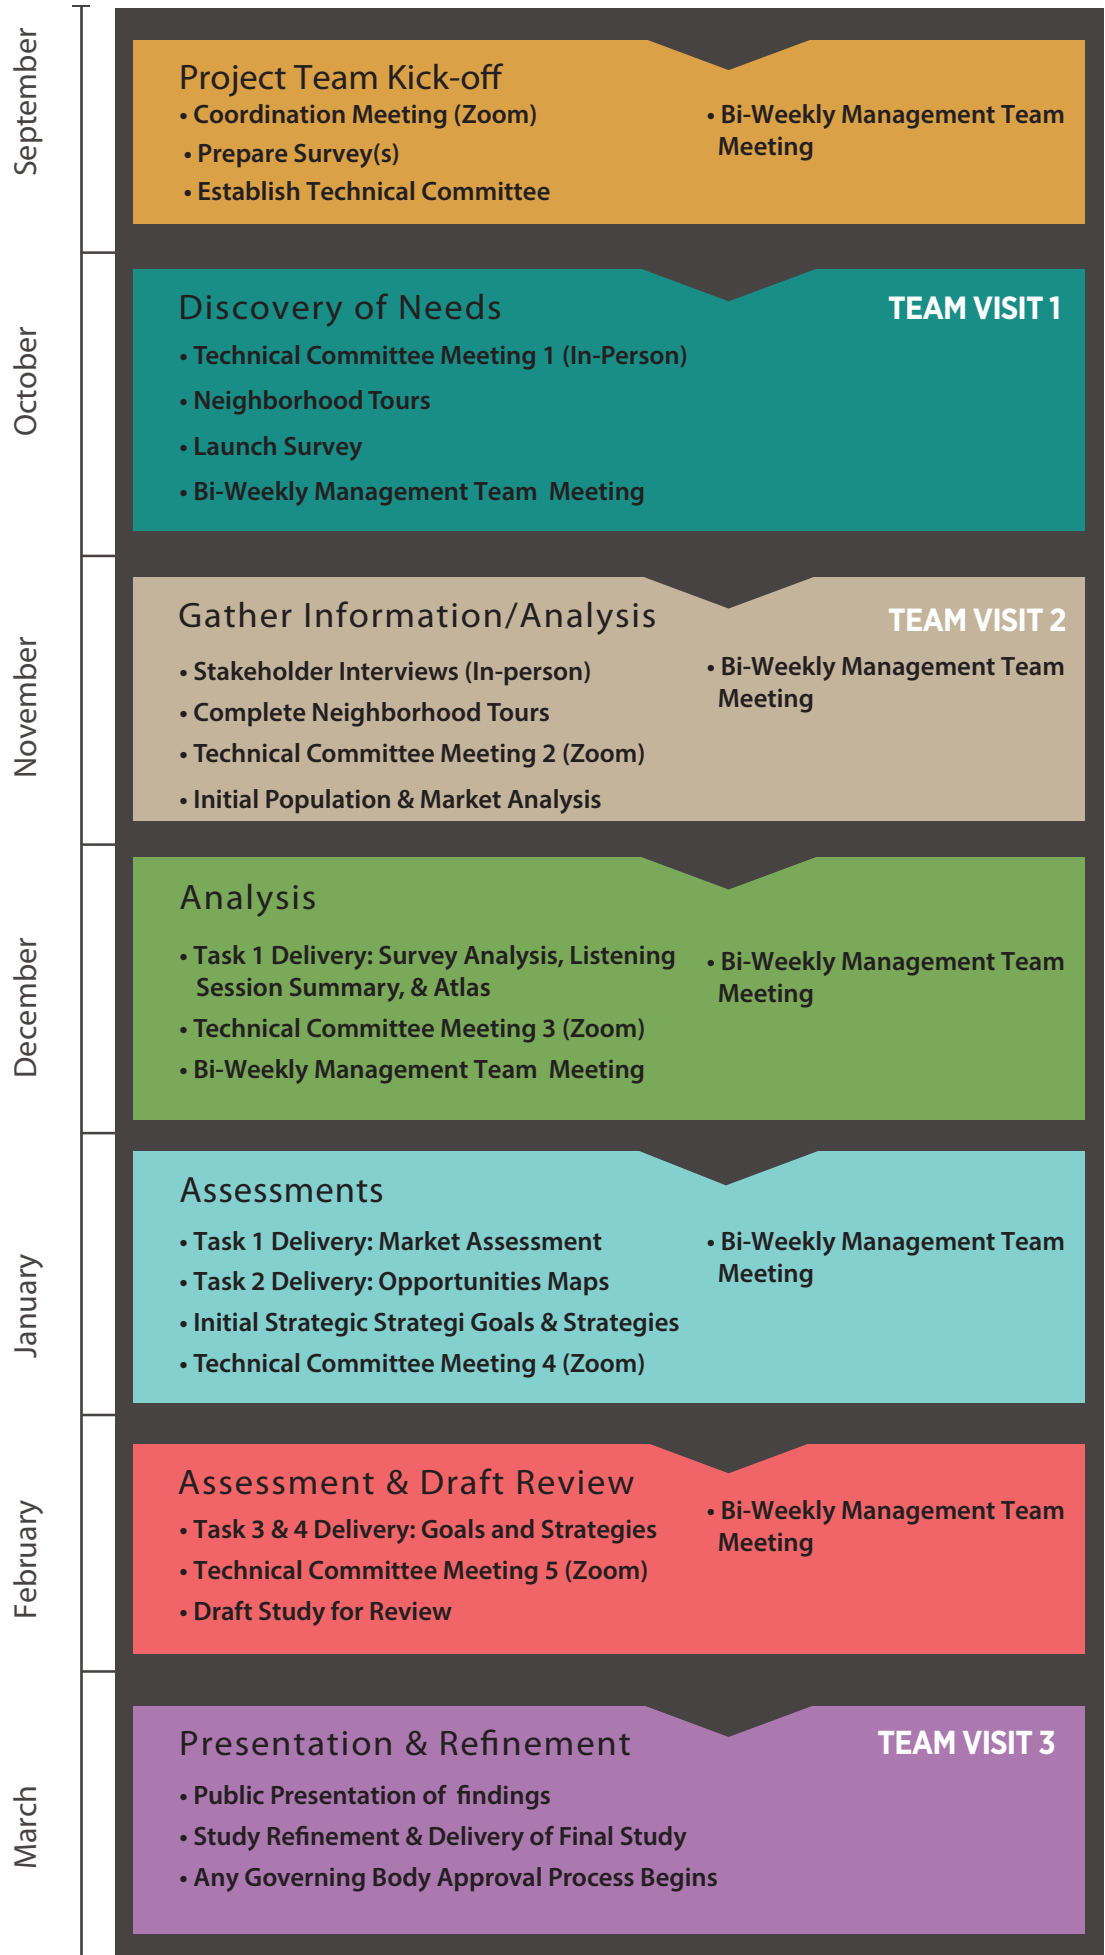 September
Project Team Kick-off
• Coordination Meeting (Zoom)
• Prepare Survey(s)
• Establish Technical Committee
• Bi-Weekly Management Team
Meeting
October
Discovery of Needs
TEAM VISIT 1
• Technical Committee Meeting 1 (In-Person)
• Neighborhood Tours
• Launch Survey
• Bi-Weekly Management Team Meeting
November
Gather Information/Analysis
TEAM VISIT 2
• Stakeholder Interviews (In-person)
• Complete Neighborhood Tours
• Technical Committee Meeting 2 (Zoom)
• Initial Population & Market Analysis
• Bi-Weekly Management Team
Meeting
December
Analysis
• Task 1 Delivery: Survey Analysis, Listening
Session Summary, & Atlas
• Technical Committee Meeting 3 (Zoom)
• Bi-Weekly Management Team Meeting
• Bi-Weekly Management Team
Meeting
January
Assessments
• Task 1 Delivery: Market Assessment
• Task 2 Delivery: Opportunities Maps
• Initial Strategic Strategi Goals & Strategies
• Technical Committee Meeting 4 (Zoom)
• Bi-Weekly Management Team
Meeting
February
Assessment & Draft Review
• Task 3 & 4 Delivery: Goals and Strategies
• Technical Committee Meeting 5 (Zoom)
• Draft Study for Review
• Bi-Weekly Management Team
Meeting
March
Presentation & Refinement
TEAM VISIT 3
• Public Presentation of findings
• Study Refinement & Delivery of Final Study
• Any Governing Body Approval Process Begins